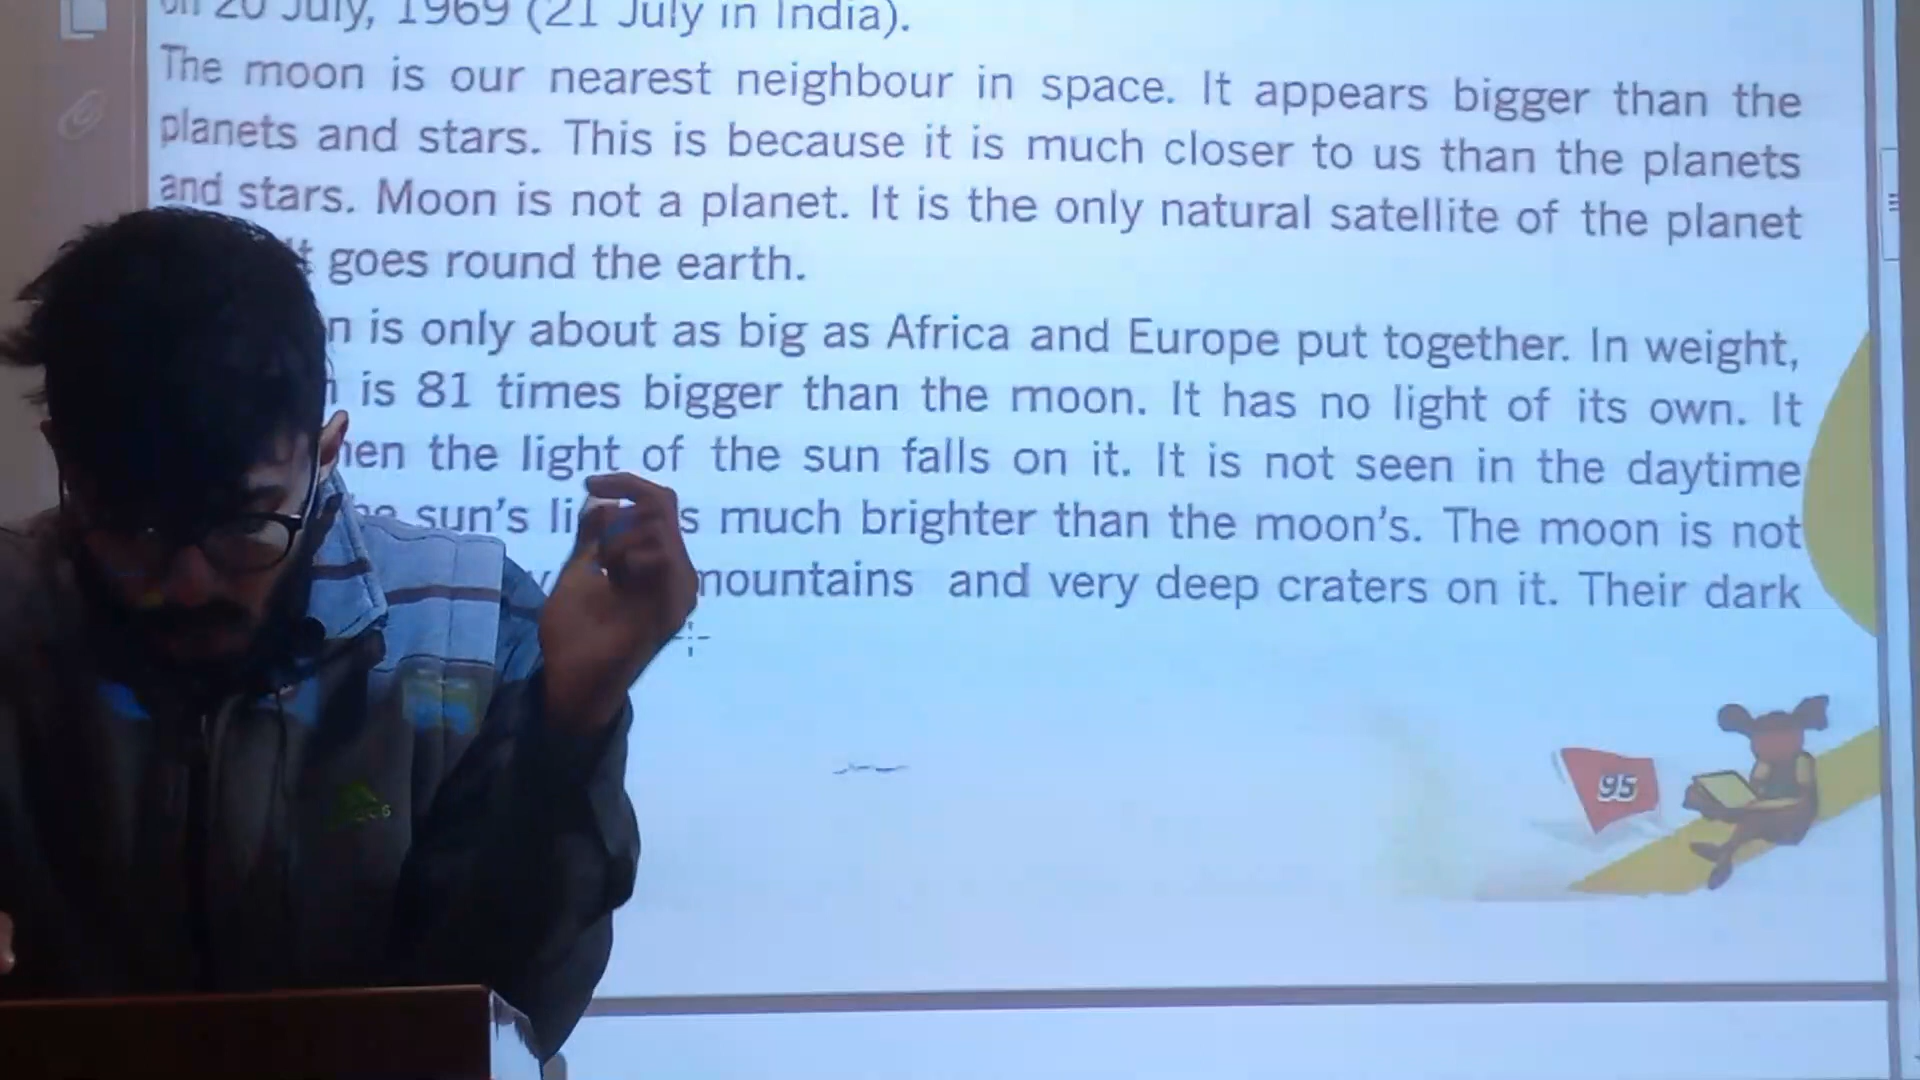 20 July, 1969 (21 July in India).
The moon is our nearest neighbour in space. It appears bigger than the
planets and stars. This is because it is much closer to us than the planets
and stars. Moon is not a planet. It is the only natural satellite of the planet
goes round the earth.
is only about as big as Africa and Europe put together. In weight,
is 81 times bigger than the moon. It has no light of its own. It
the light of the sun falls on it. It is not seen in the daytime
sun's much brighter than the moon's. The moon is not
mountains and very deep craters on it. Their dark
95